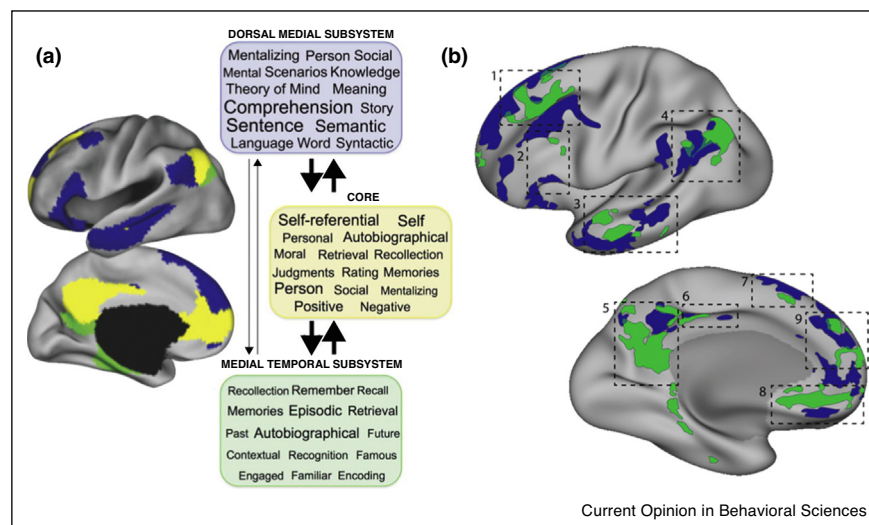 (a)
DORSAL MEDIAL SUBSYSTEM
Mentalizing Person Social
Mental Scenarios Knowledge
Theory of Mind Meaning
Comprehension Story
Sentence Semantic
Language Word Syntactic
CORE
Self-referential Self
Personal Autobiographical
Moral Retrieval Recollection
Judgments Rating Memories
Person Social Mentalizing
Positive Negative
MEDIAL TEMPORAL SUBSYSTEM
Recollection Remember Recall
Memories Episodic Retrieval
Past Autobiographical Future
Contextual Recognition Famous
Engaged Familiar Encoding
(b)
1
4
2
3
7
6
5
9
8
Current Opinion in Behavioral Sciences